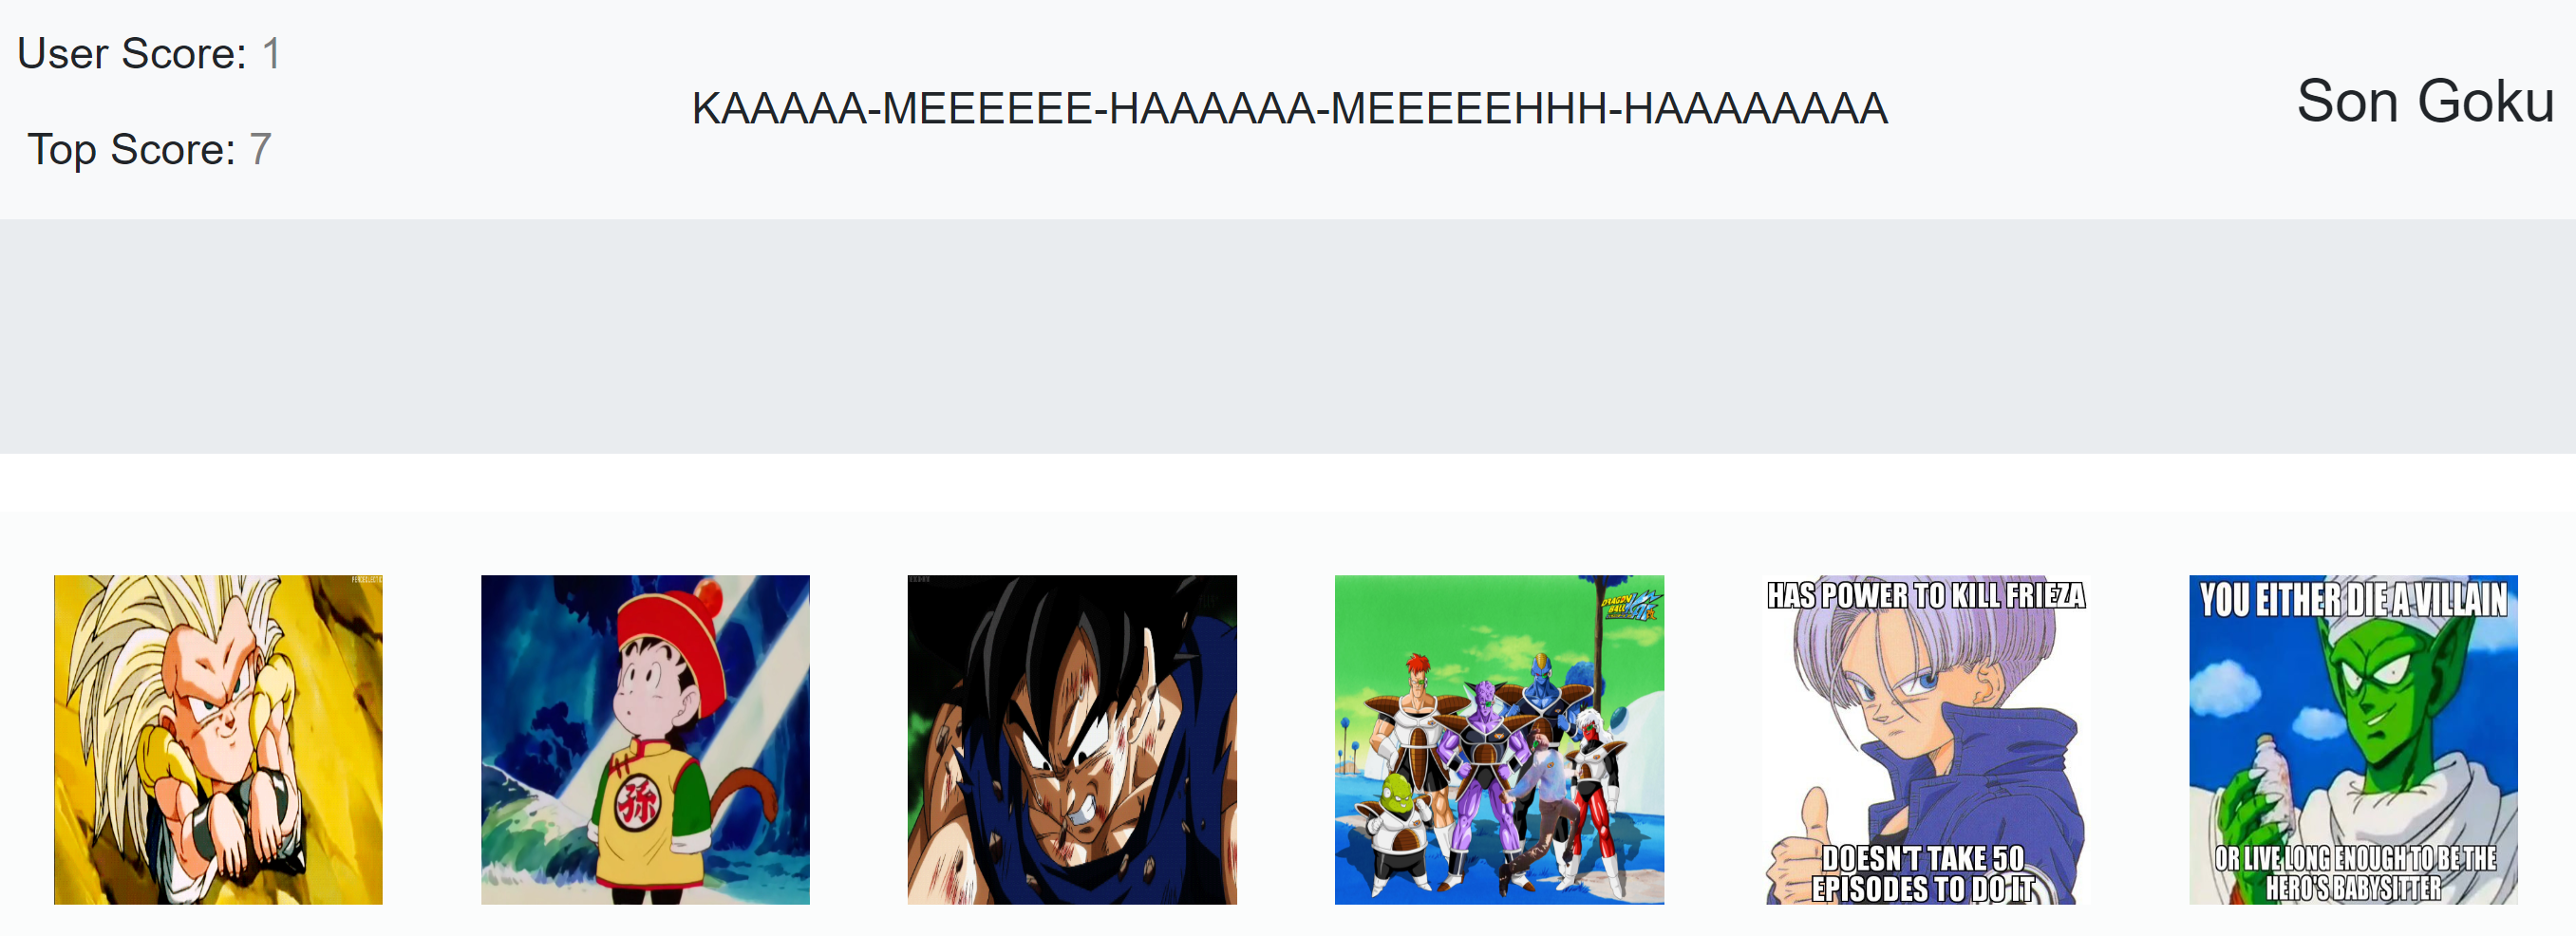 User Score: 1
Top Score: 7
KAAAAA-MEEEEEE-HAAAAAA-MEEEEEHHH-HAAAAAAAA
Son Goku
孫
DRAGON BALL KAI
HAS POWER TO KILL FRIEZA
DOESN'T TAKE 50
EPISODES TO DO IT
YOU EITHER DIE A VILLAIN
OR LIVE LONG ENOUGH TO BE THE
HERO'S BABYSITTER